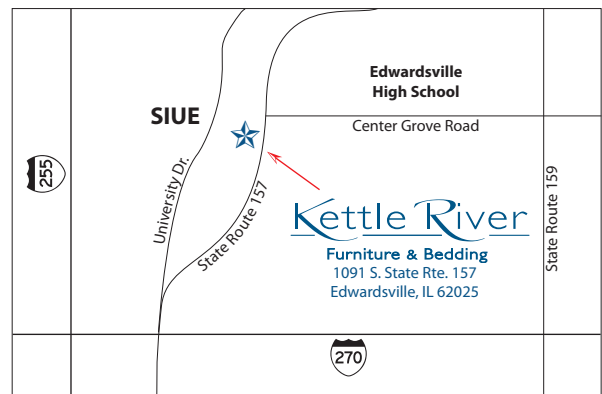 Edwardsville
High School
SIUE
Center Grove Road
255
University Dr.
State Route 157
State Route 159
Kettle River
Furniture & Bedding
1091 S. State Rte. 157
Edwardsville, IL 62025
270